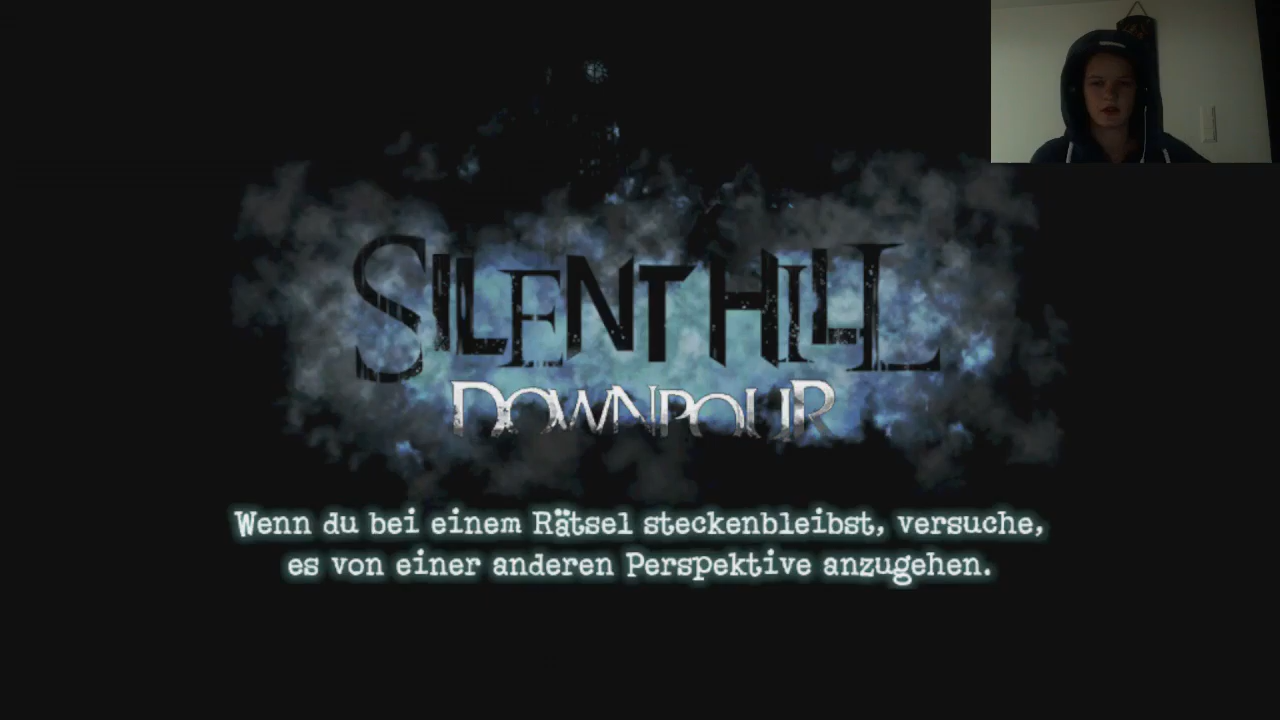 SILENT HILL
DOWNPOUR
Wenn du bei einem Rätsel steckenbleibst, versuche,
es von einer anderen Perspektive anzugehen.